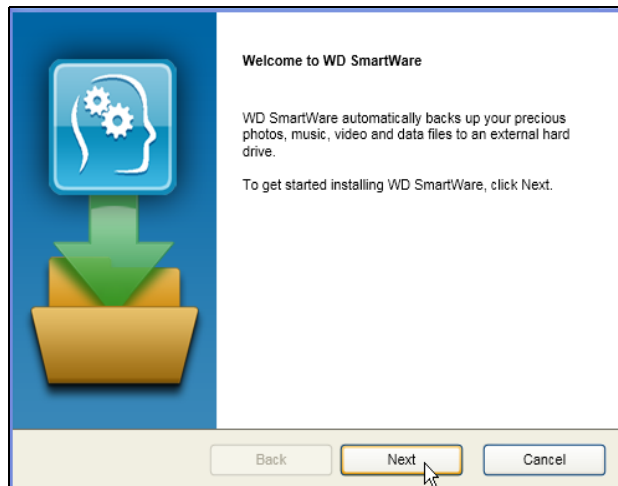 Welcome to WD SmartWare
WD SmartWare automatically backs up your precious
photos, music, video and data files to an external hard
drive.
To get started installing WD SmartWare, click Next.
Back
Next
Cancel